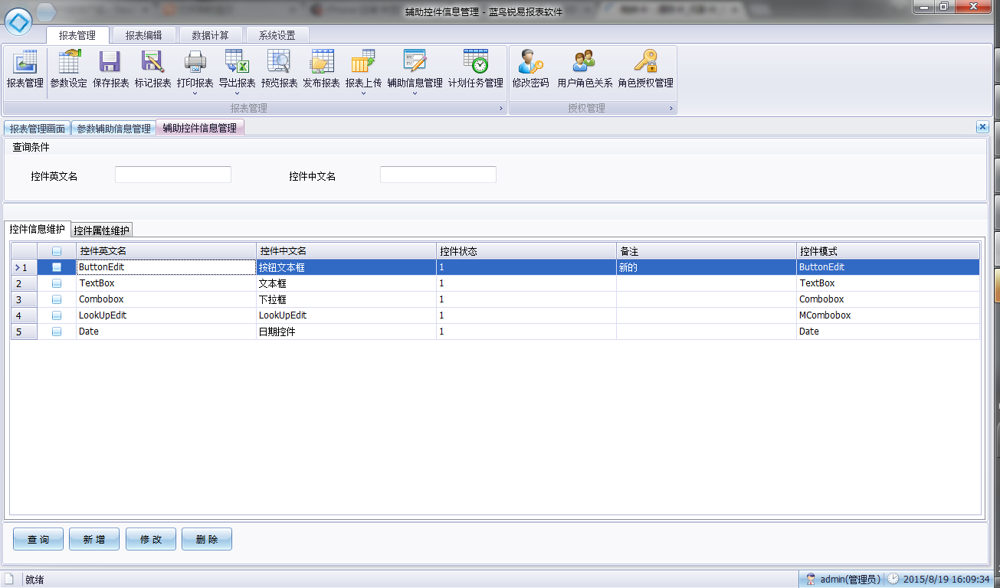 辅助控件信息管理 - 蓝鸟锐易报表软件
报表管理 报表编辑 数据计算 系统设置
报表管理 参数设定 保存报表 标记报表 打印报表 导出报表 预览报表 发布报表 报表上传 辅助信息管理 计划任务管理 修改密码 用户角色关系 角色授权管理
报表管理 授权管理
报表管理画面 参数辅助信息管理 辅助控件信息管理
查询条件
控件英文名 控件中文名
控件信息维护 控件属性维护
控件英文名 控件中文名 控件状态 备注 控件模式
1 ButtonEdit 按钮文本框 1 新的 ButtonEdit
2 TextBox 文本框 1 TextBox
3 Combobox 下拉框 1 Combobox
4 LookUpEdit LookUpEdit 1 MCombobox
5 Date 日期控件 1 Date
查 询 新 增 修 改 删 除
就绪 admin(管理员) 2015/8/19 16:09:34